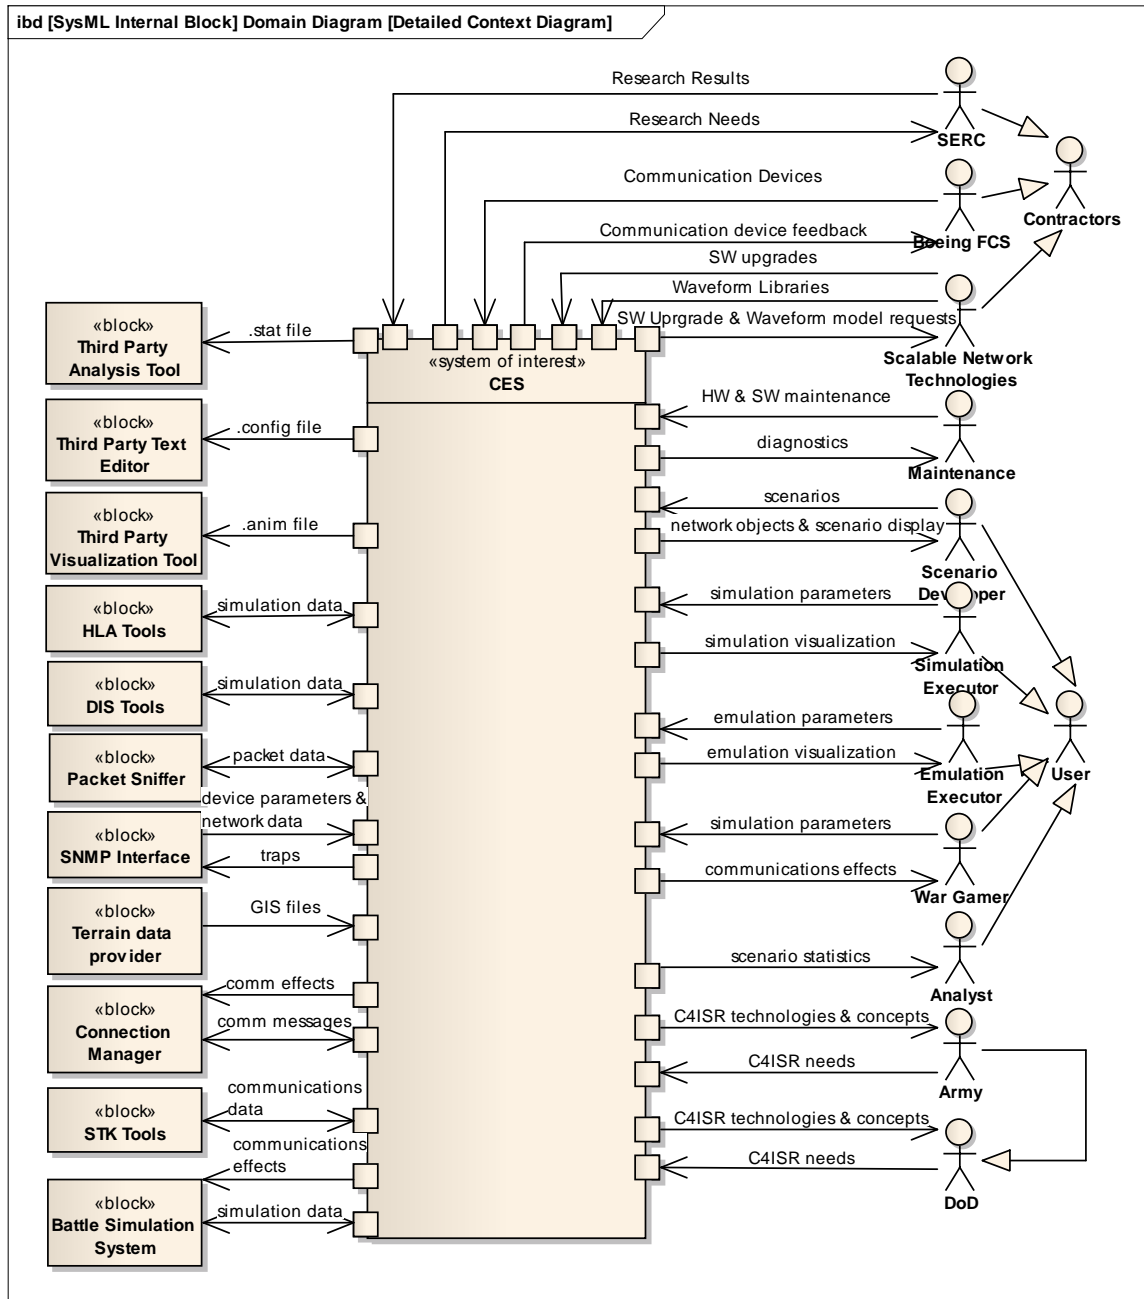 ibd [SysML Internal Block] Domain Diagram [Detailed Context Diagram]
Research Results
Research Needs
SERC
Communication Devices
Contractors
Communication device feedback
Boeing FCS
SW upgrades
Waveform Libraries
SW Uprgrade & Waveform model requests
Scalable Network
Technologies
«system of interest»
CES
«block»
Third Party
Analysis Tool
.stat file
HW & SW maintenance
«block»
Third Party Text
Editor
.config file
diagnostics
Maintenance
«block»
Third Party
Visualization Tool
.anim file
scenarios
network objects & scenario display
Scenario
Developer
«block»
HLA Tools
simulation data
simulation parameters
simulation visualization
Simulation
Executor
«block»
DIS Tools
simulation data
emulation parameters
emulation visualization
Emulation
Executor
User
«block»
Packet Sniffer
packet data
device parameters &
network data
«block»
SNMP Interface
traps
simulation parameters
communications effects
War Gamer
«block»
Terrain data
provider
GIS files
scenario statistics
Analyst
«block»
Connection
Manager
comm effects
comm messages
C4ISR technologies & concepts
C4ISR needs
Army
«block»
STK Tools
communications
data
C4ISR technologies & concepts
C4ISR needs
DoD
communications
effects
«block»
Battle Simulation
System
simulation data